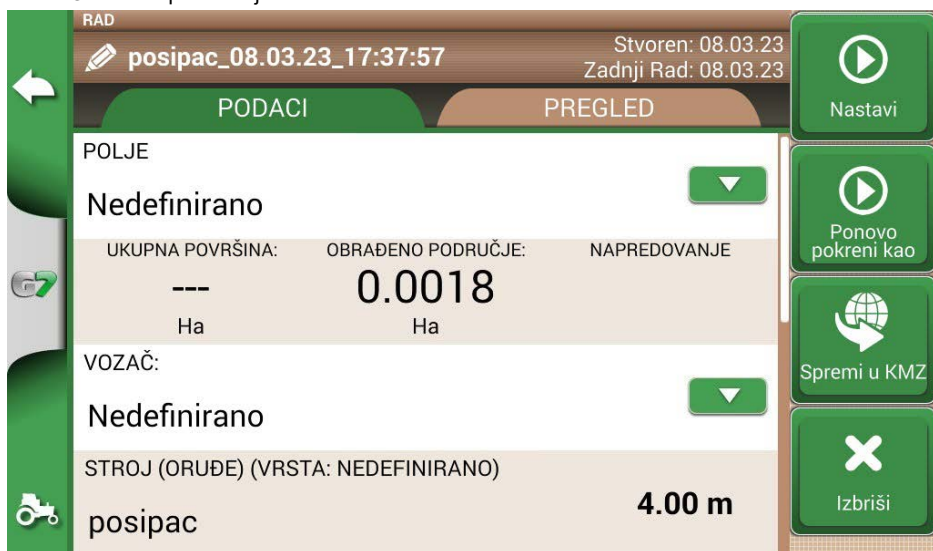 RAD
posipac_08.03.23_17:37:57
Stvoren: 08.03.23
Zadnji Rad: 08.03.23
PODACI
PREGLED
POLJE
Nedefinirano
UKUPNA POVRŠINA:
OBRAĐENO PODRUČJE:
NAPREDOVANJE
---
0.0018
Ha
Ha
VOZAČ:
Nedefinirano
STROJ (ORUĐE) (VRSTA: NEDEFINIRANO)
posipac
4.00 m
G7
Nastavi
Ponovo
pokreni kao
Spremi u KMZ
Izbriši